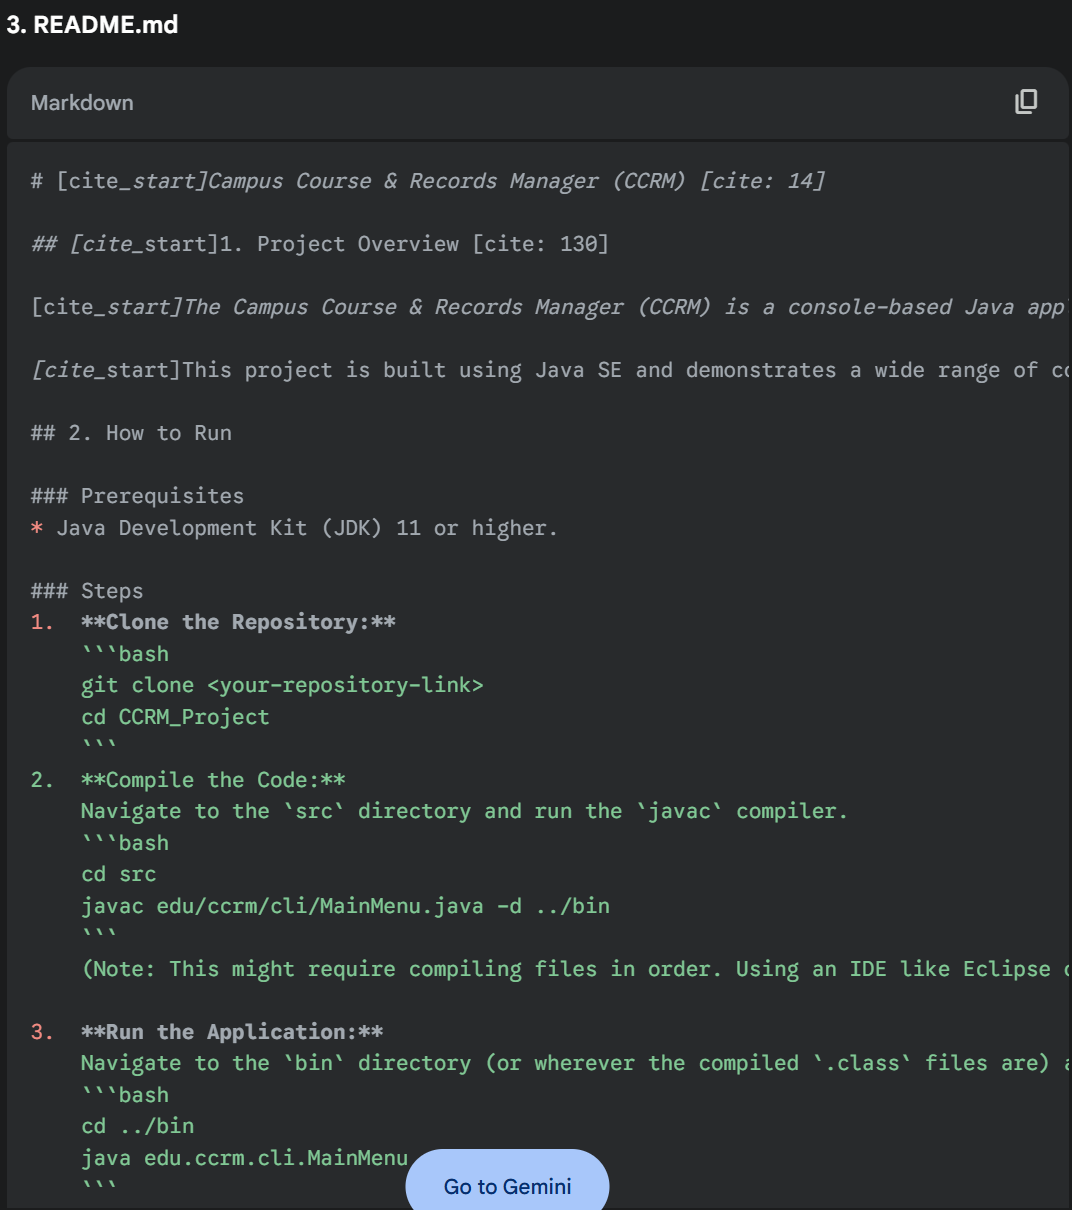 3. README.md
Markdown
# [cite_start]Campus Course & Records Manager (CCRM) [cite: 14]
## [cite_start]1. Project Overview [cite: 130]
[cite_start]The Campus Course & Records Manager (CCRM) is a console-based Java app
[cite_start]This project is built using Java SE and demonstrates a wide range of co
## 2. How to Run
### Prerequisites
* Java Development Kit (JDK) 11 or higher.
### Steps
1.  **Clone the Repository:**
    ```bash
    git clone <your-repository-link>
    cd CCRM_Project
    ```
2.  **Compile the Code:**
    Navigate to the `src` directory and run the `javac` compiler.
    ```bash
    cd src
    javac edu/ccrm/cli/MainMenu.java -d ../bin
    ```
    (Note: This might require compiling files in order. Using an IDE like Eclipse
3.  **Run the Application:**
    Navigate to the `bin` directory (or wherever the compiled `.class` files are)
    ```bash
    cd ../bin
    java edu.ccrm.cli.MainMenu
    ```
Go to Gemini